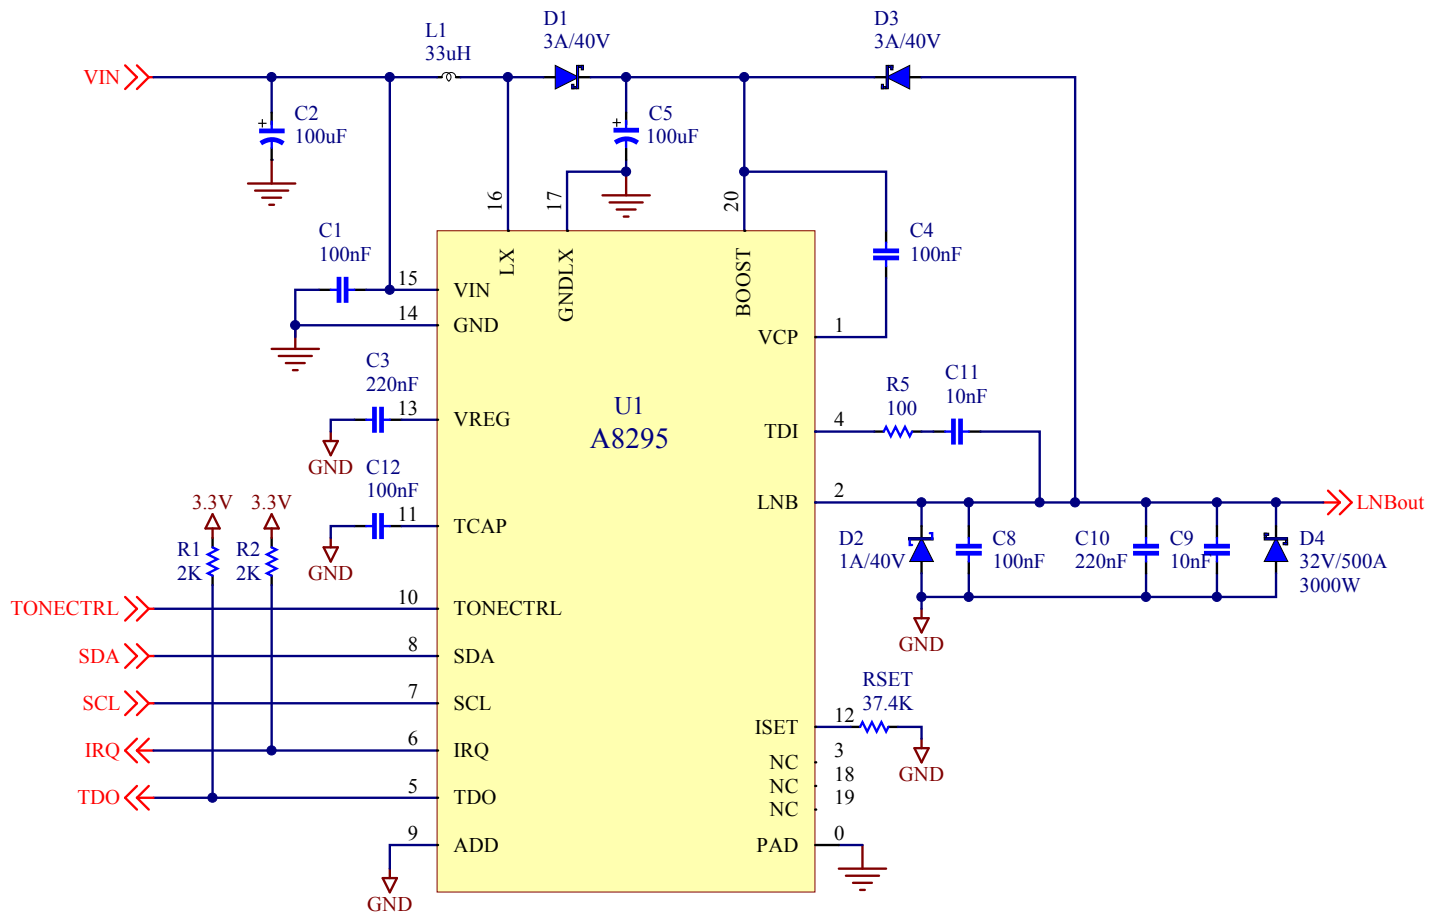 VIN
L1
33uH
D1
3A/40V
D3
3A/40V
C2
100uF
+
C5
100uF
+
16
17
20
C1
100nF
C4
100nF
LX
GNDLX
BOOST
15
VIN
14
GND
VCP
1
C3
220nF
13
VREG
GND
U1
A8295
R5
100
C11
10nF
TDI
4
C12
100nF
11
TCAP
GND
LNB
2
LNBout
3.3V
3.3V
R1
2K
R2
2K
D2
1A/40V
C8
100nF
C10
220nF
C9
10nF
D4
32V/500A
3000W
GND
TONECTRL
10
TONECTRL
SDA
8
SDA
SCL
7
SCL
IRQ
6
IRQ
TDO
5
TDO
9
ADD
GND
RSET
37.4K
ISET
12
GND
NC
3
NC
18
NC
19
PAD
0